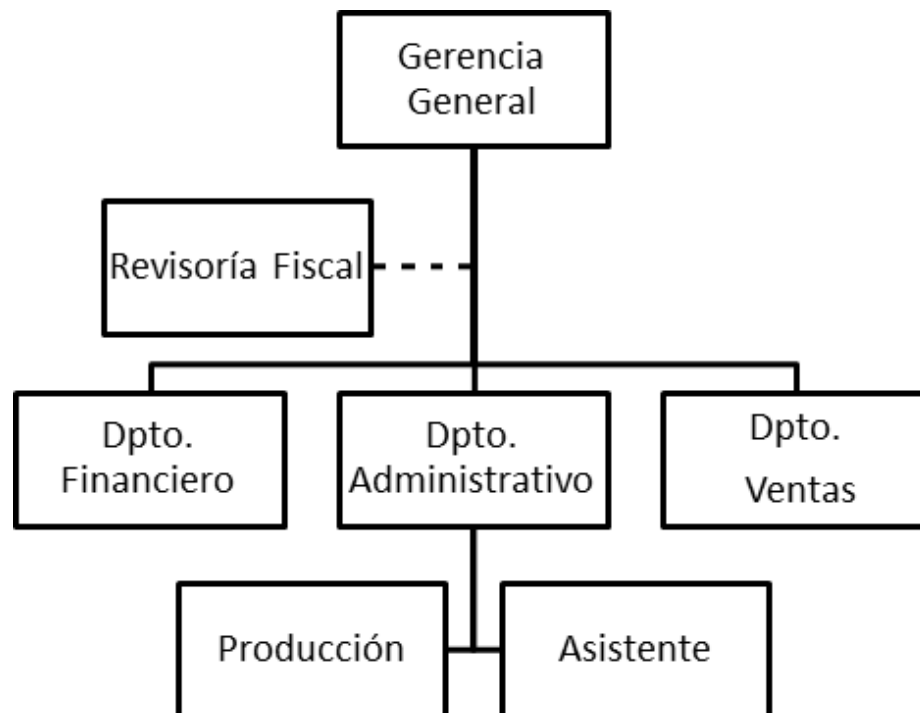 Gerencia
General
Revisoría Fiscal
Dpto.
Financiero
Dpto.
Administrativo
Dpto.
Ventas
Producción
Asistente